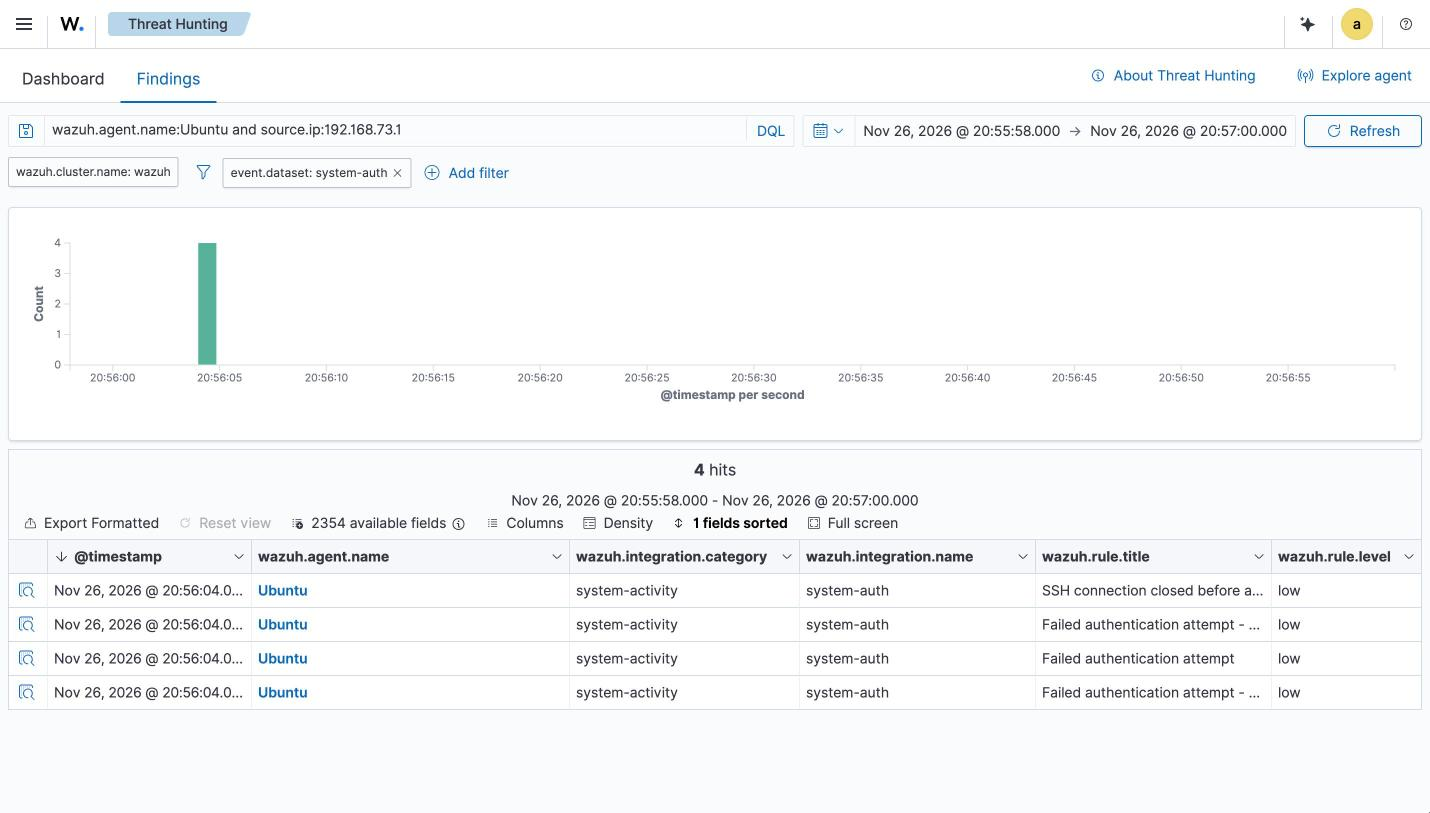 W. Threat Hunting a
Dashboard Findings About Threat Hunting Explore agent
wazuh.agent.name:Ubuntu and source.ip:192.168.73.1 DQL Nov 26, 2026 @ 20:55:58.000 → Nov 26, 2026 @ 20:57:00.000 Refresh
wazuh.cluster.name: wazuh event.dataset: system-auth × Add filter
4
3
2
1
0
Count
20:56:00 20:56:05 20:56:10 20:56:15 20:56:20 20:56:25 20:56:30 20:56:35 20:56:40 20:56:45 20:56:50 20:56:55
@timestamp per second
4 hits
Nov 26, 2026 @ 20:55:58.000 - Nov 26, 2026 @ 20:57:00.000
Export Formatted Reset view 2354 available fields Columns Density 1 fields sorted Full screen
@timestamp wazuh.agent.name wazuh.integration.category wazuh.integration.name wazuh.rule.title wazuh.rule.level
Nov 26, 2026 @ 20:56:04.0... Ubuntu system-activity system-auth SSH connection closed before a... low
Nov 26, 2026 @ 20:56:04.0... Ubuntu system-activity system-auth Failed authentication attempt - ... low
Nov 26, 2026 @ 20:56:04.0... Ubuntu system-activity system-auth Failed authentication attempt low
Nov 26, 2026 @ 20:56:04.0... Ubuntu system-activity system-auth Failed authentication attempt - ... low